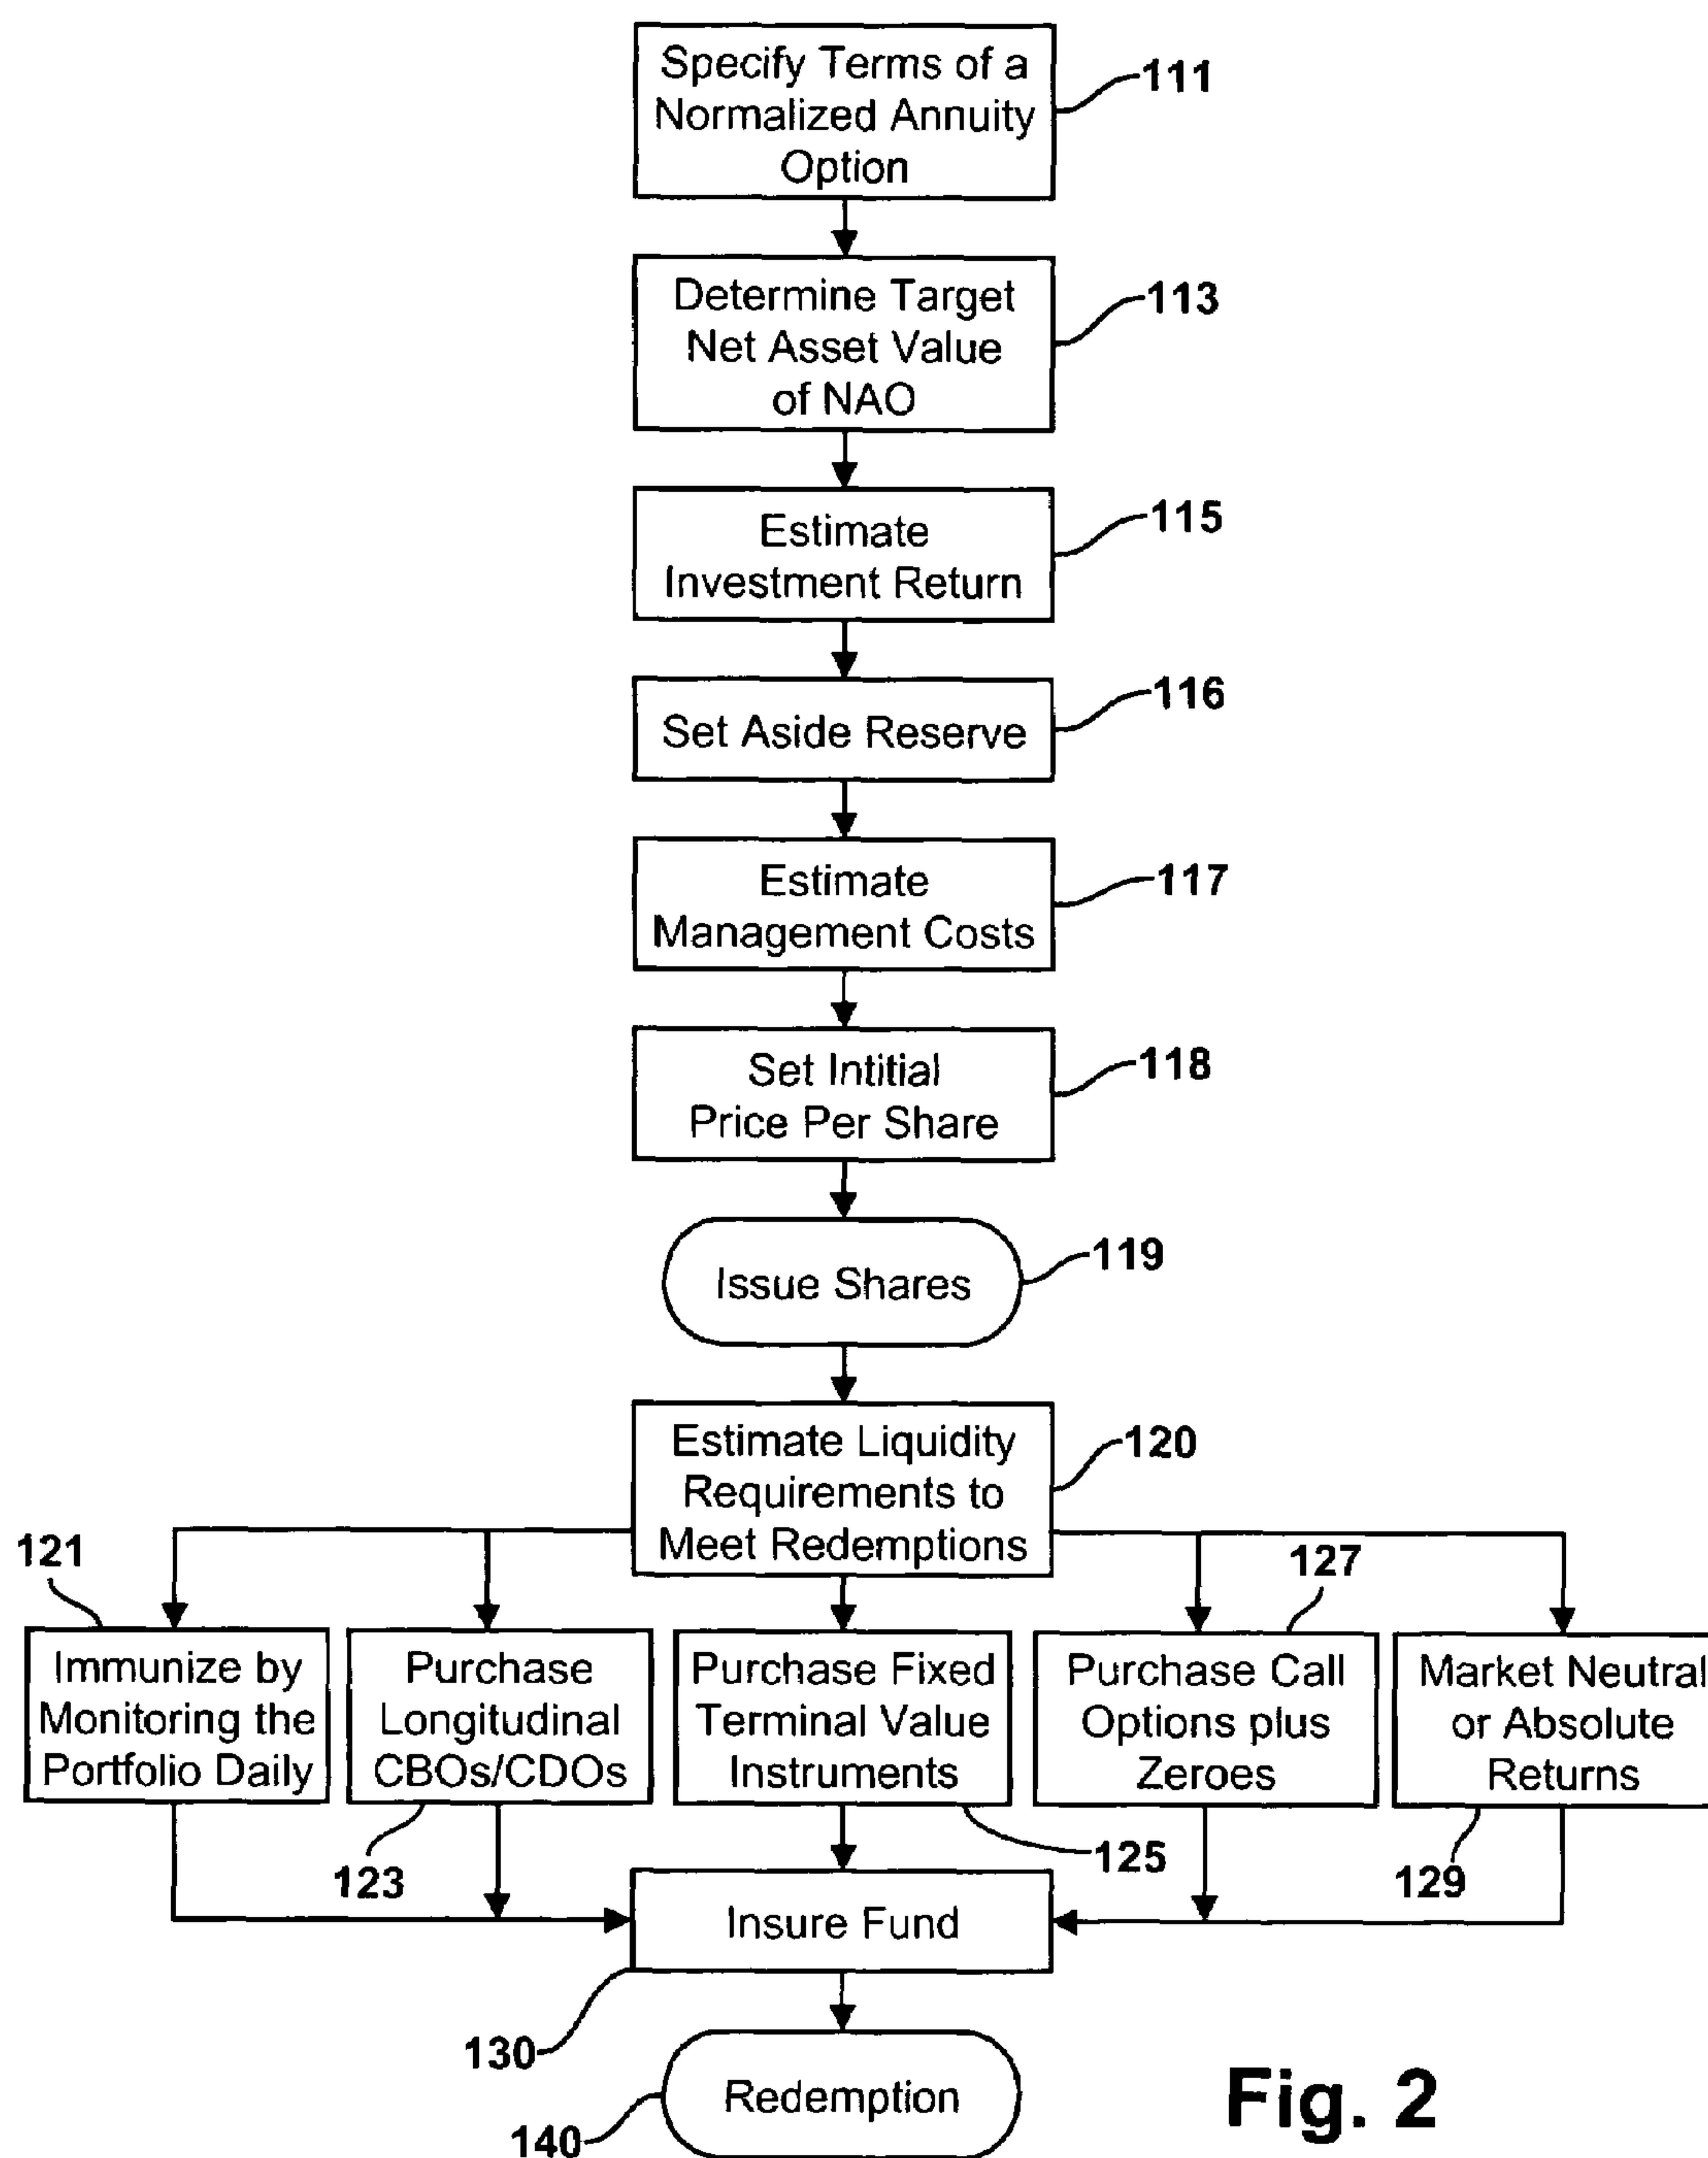 Specify Terms of a
Normalized Annuity
Option
111
Determine Target
Net Asset Value
of NAO
113
Estimate
Investment Return
115
Set Aside Reserve
116
Estimate
Management Costs
117
Set Intitial
Price Per Share
118
Issue Shares
119
Estimate Liquidity
Requirements to
Meet Redemptions
120
121
Immunize by
Monitoring the
Portfolio Daily
Purchase
Longitudinal
CBOs/CDOs
123
Purchase Fixed
Terminal Value
Instruments
125
127
Purchase Call
Options plus
Zeroes
Market Neutral
or Absolute
Returns
129
Insure Fund
130
Redemption
140
Fig. 2